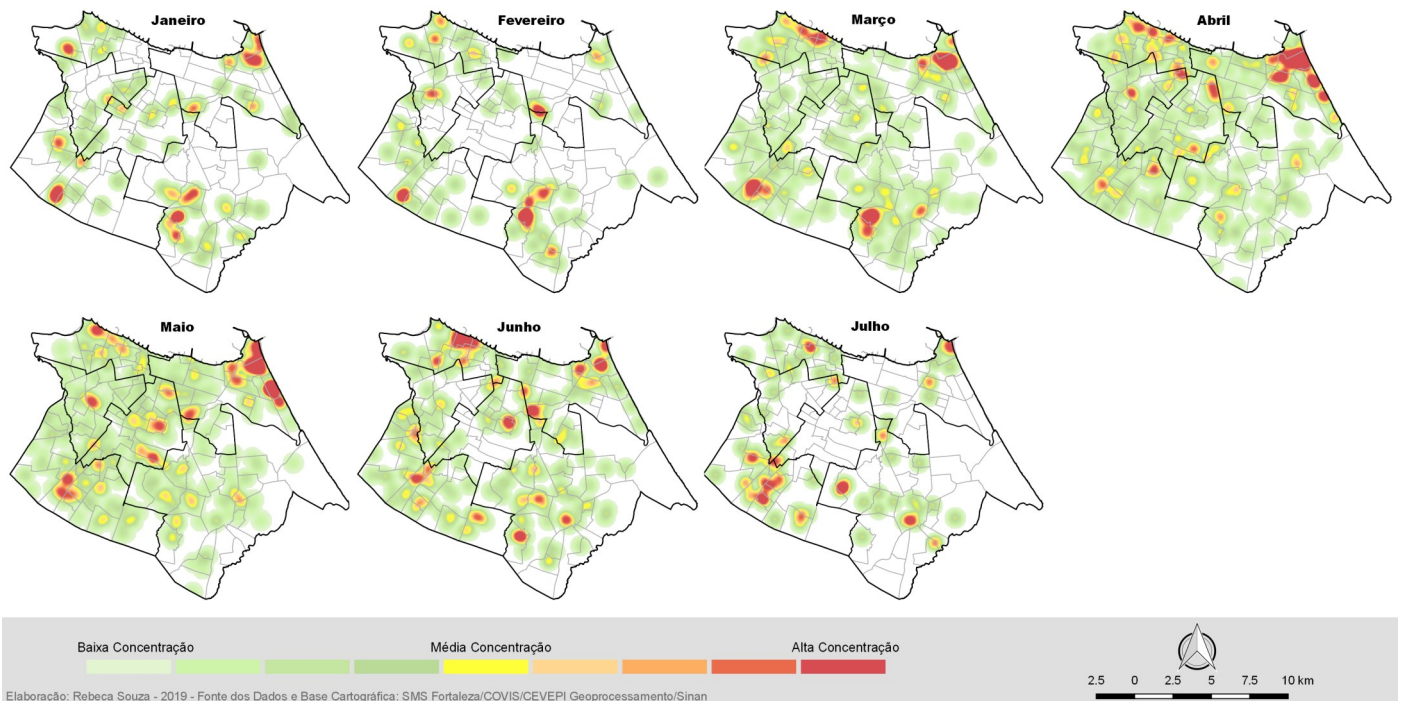 Janeiro
Fevereiro
Março
Abril
Maio
Junho
Julho
Baixa Concentração
Média Concentração
Alta Concentração
Elaboração: Rebeca Souza - 2019 - Fonte dos Dados e Base Cartográfica: SMS Fortaleza/COVIS/CEVEPI Geoprocessamento/Sinan
2.5 0 2.5 5 7.5 10 km